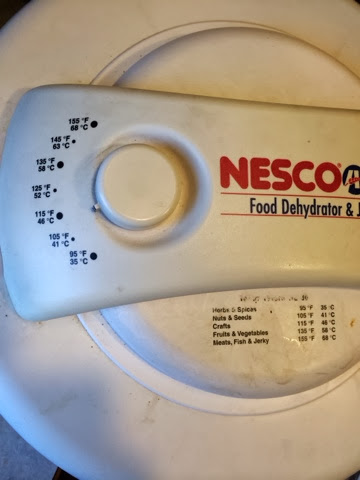 155 °F
68 °C
145 °F
63 °C
135 °F
58 °C
125 °F
52 °C
115 °F
46 °C
105 °F
41 °C
95 °F
35 °C
NESCO®
Food Dehydrator & J
Herbs & Spices 95 °F 35 °C
Nuts & Seeds 105 °F 41 °C
Crafts 115 °F 46 °C
Fruits & Vegetables 135 °F 58 °C
Meats, Fish & Jerky 155 °F 68 °C